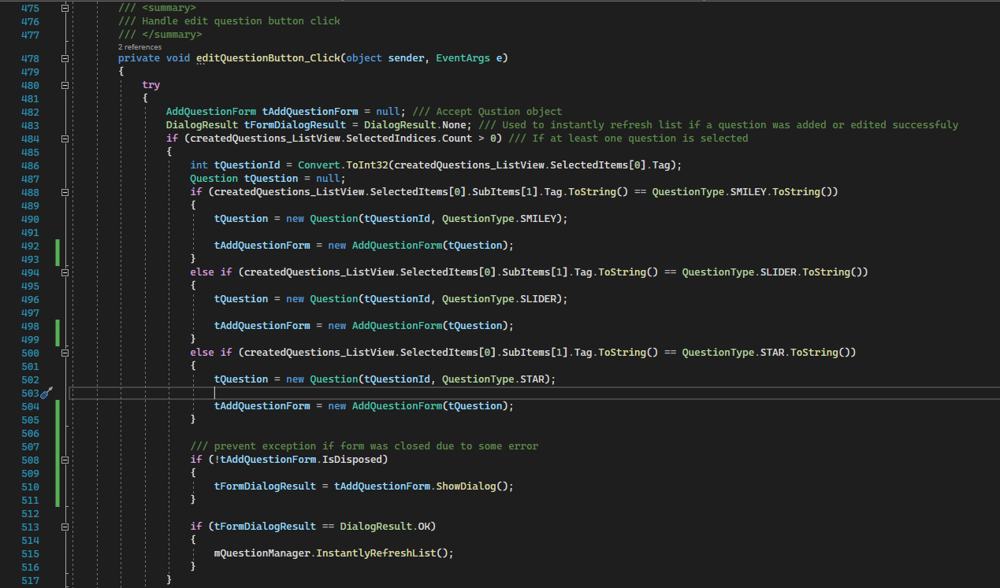 475 /// <summary>
476 /// Handle edit question button click
477 /// </summary>
2 references
478 private void editQuestionButton_Click(object sender, EventArgs e)
479 {
480 try
481 {
482 AddQuestionForm tAddQuestionForm = null; /// Accept Qustion object
483 DialogResult tFormDialogResult = DialogResult.None; /// Used to instantly refresh list if a question was added or edited successfuly
484 if (createdQuestions_ListView.SelectedIndices.Count > 0) /// If at least one question is selected
485 {
486 int tQuestionId = Convert.ToInt32(createdQuestions_ListView.SelectedItems[0].Tag);
487 Question tQuestion = null;
488 if (createdQuestions_ListView.SelectedItems[0].SubItems[1].Tag.ToString() == QuestionType.SMILEY.ToString())
489 {
490 tQuestion = new Question(tQuestionId, QuestionType.SMILEY);
491
492 tAddQuestionForm = new AddQuestionForm(tQuestion);
493 }
494 else if (createdQuestions_ListView.SelectedItems[0].SubItems[1].Tag.ToString() == QuestionType.SLIDER.ToString())
495 {
496 tQuestion = new Question(tQuestionId, QuestionType.SLIDER);
497
498 tAddQuestionForm = new AddQuestionForm(tQuestion);
499 }
500 else if (createdQuestions_ListView.SelectedItems[0].SubItems[1].Tag.ToString() == QuestionType.STAR.ToString())
501 {
502 tQuestion = new Question(tQuestionId, QuestionType.STAR);
503
504 tAddQuestionForm = new AddQuestionForm(tQuestion);
505 }
506
507 /// prevent exception if form was closed due to some error
508 if (!tAddQuestionForm.IsDisposed)
509 {
510 tFormDialogResult = tAddQuestionForm.ShowDialog();
511 }
512
513 if (tFormDialogResult == DialogResult.OK)
514 {
515 mQuestionManager.InstantlyRefreshList();
516 }
517 }